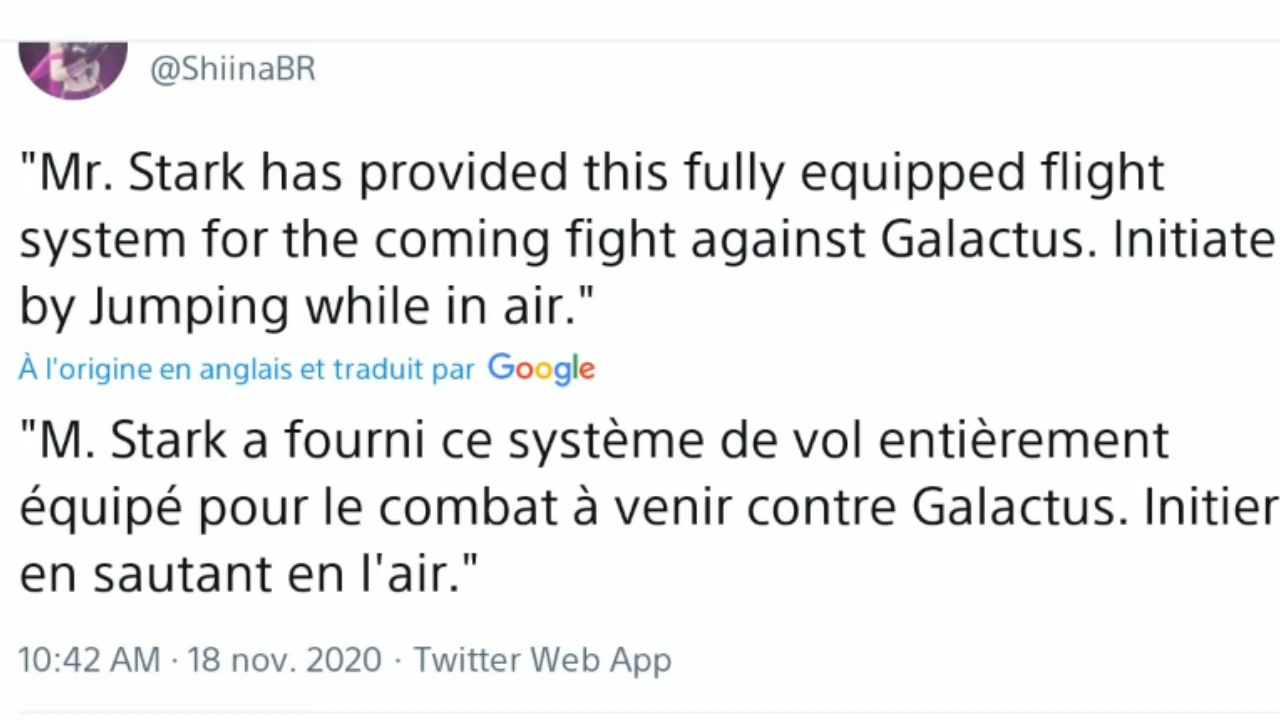 @ShiinaBR
"Mr. Stark has provided this fully equipped flight
system for the coming fight against Galactus. Initiate
by Jumping while in air."
À l'origine en anglais et traduit par Google
"M. Stark a fourni ce système de vol entièrement
équipé pour le combat à venir contre Galactus. Initier
en sautant en l'air."
10:42 AM · 18 nov. 2020 · Twitter Web App